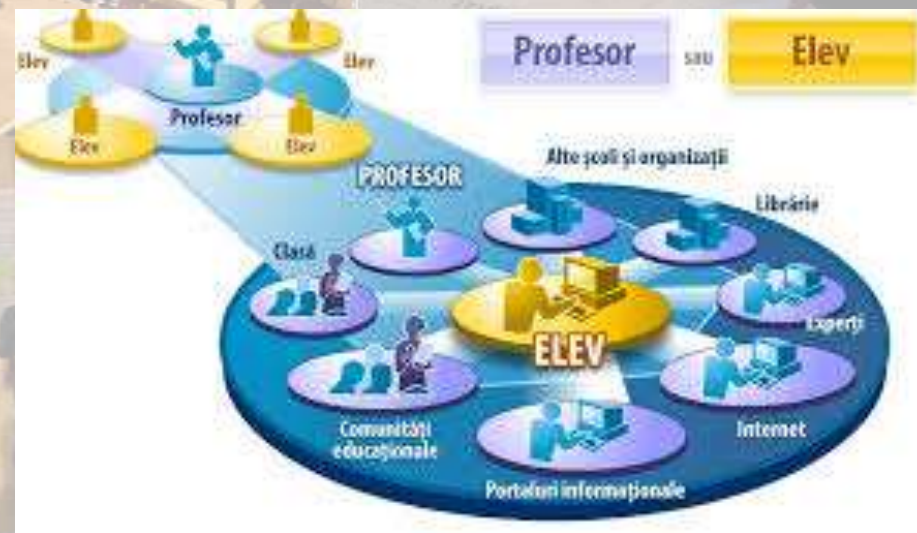 Elev
Elev
Profesor
Elev
Elev
Profesor sau Elev
Alte școli și organizații
PROFESOR
Librărie
Clasă
Experți
ELEV
Comunități
educaționale
Internet
Portaluri informaționale